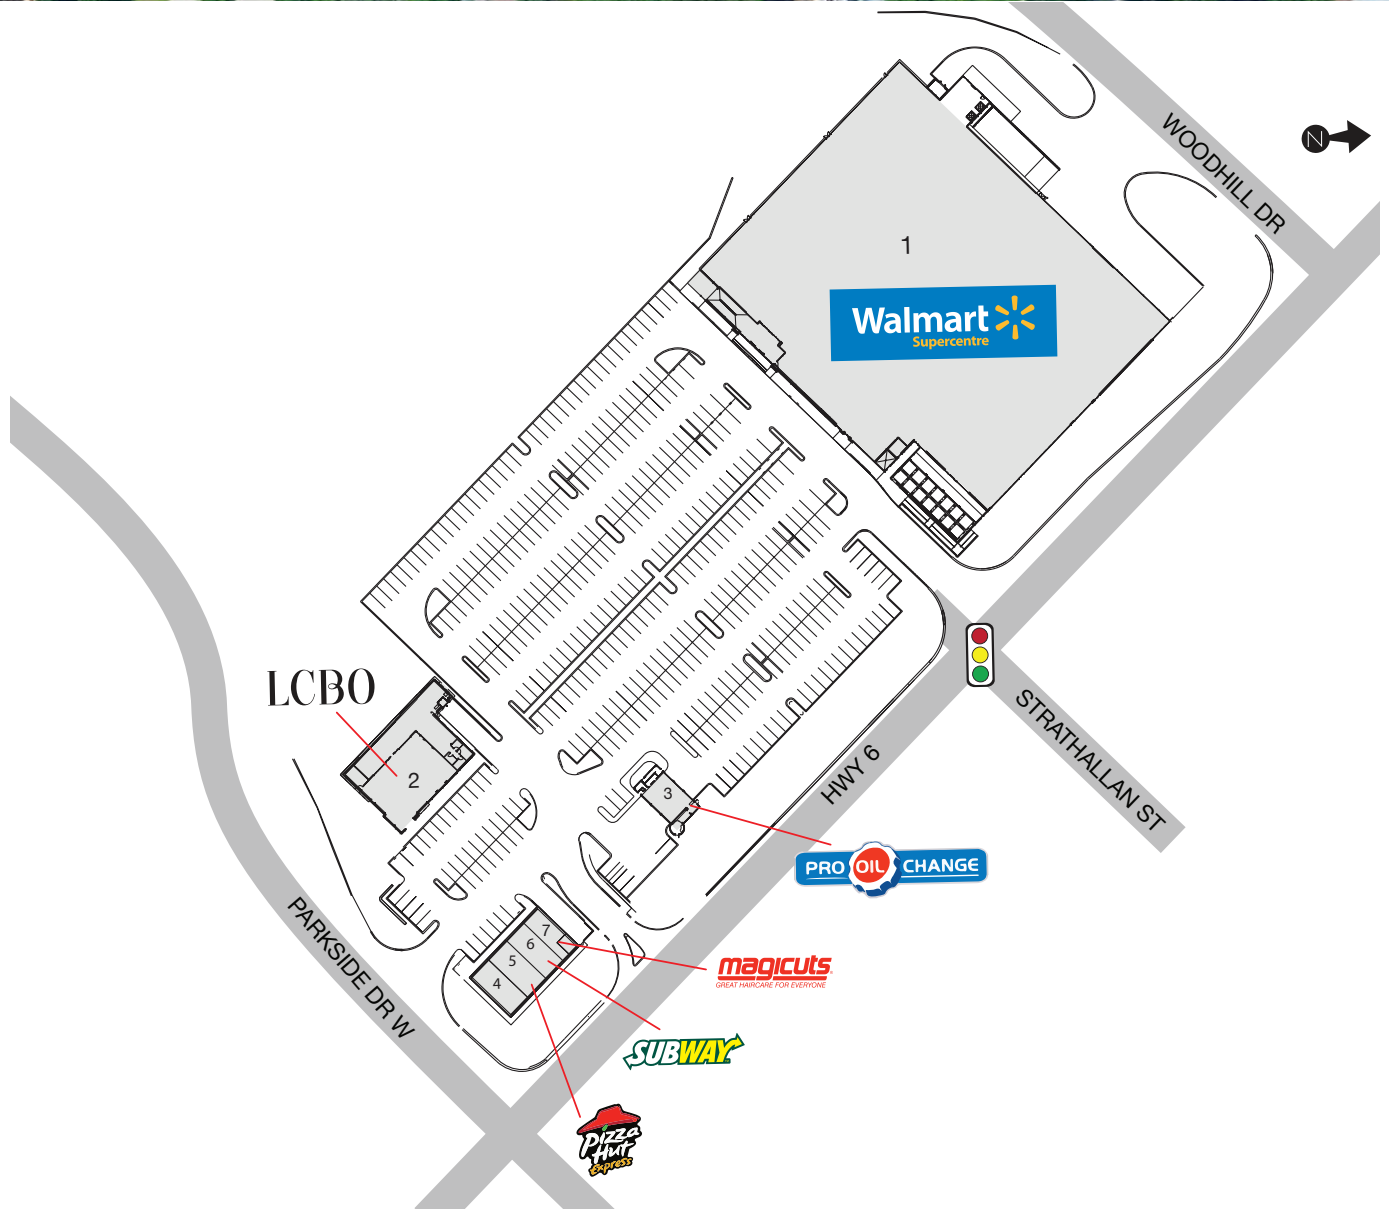 WOODHILL DR
N
1
Walmart
Supercentre
LCBO
2
3
HWY 6
STRATHALLAN ST
PRO OIL CHANGE
PARKSIDE DR W
7
6
5
4
magicuts
GREAT HAIRCARE FOR EVERYONE
SUBWAY
Pizza
Hut
Express